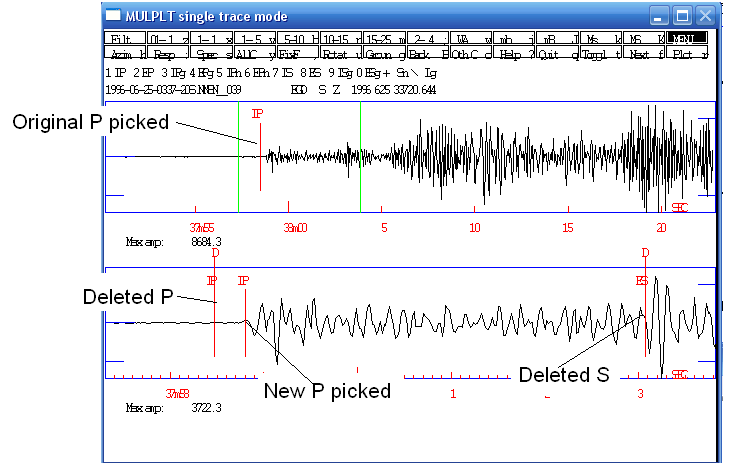 MULPLT single trace mode
Filt 01-1 z 1-1 x 1-5 y 5-10 h 10-15 n 15-25 m 2-4 ; WA w mb j mB J Ms k MS K MENU
Azim h Resp : Spec s AUC Y FixF , Rotat u Groun g Back B Oth C c Help ? Quit q Toggl t Next f Plot r
1 IP 2 EP 3 IPg 4 EPg 5 IPn 6 EPn 7 IS 8 ES 9 ISg 0 ESg + Sn \ Lg
1996-06-25-0337-20S.NSN_039 EGD S Z 1996 625 33720.644
IP
Original P picked
SEC
37m55 38m00 5 10 15 20
Max amp: 8684.3
D D
IP IP ES
Deleted P
Deleted S
New P picked
SEC
37m58 1 3
Max amp: 3722.3